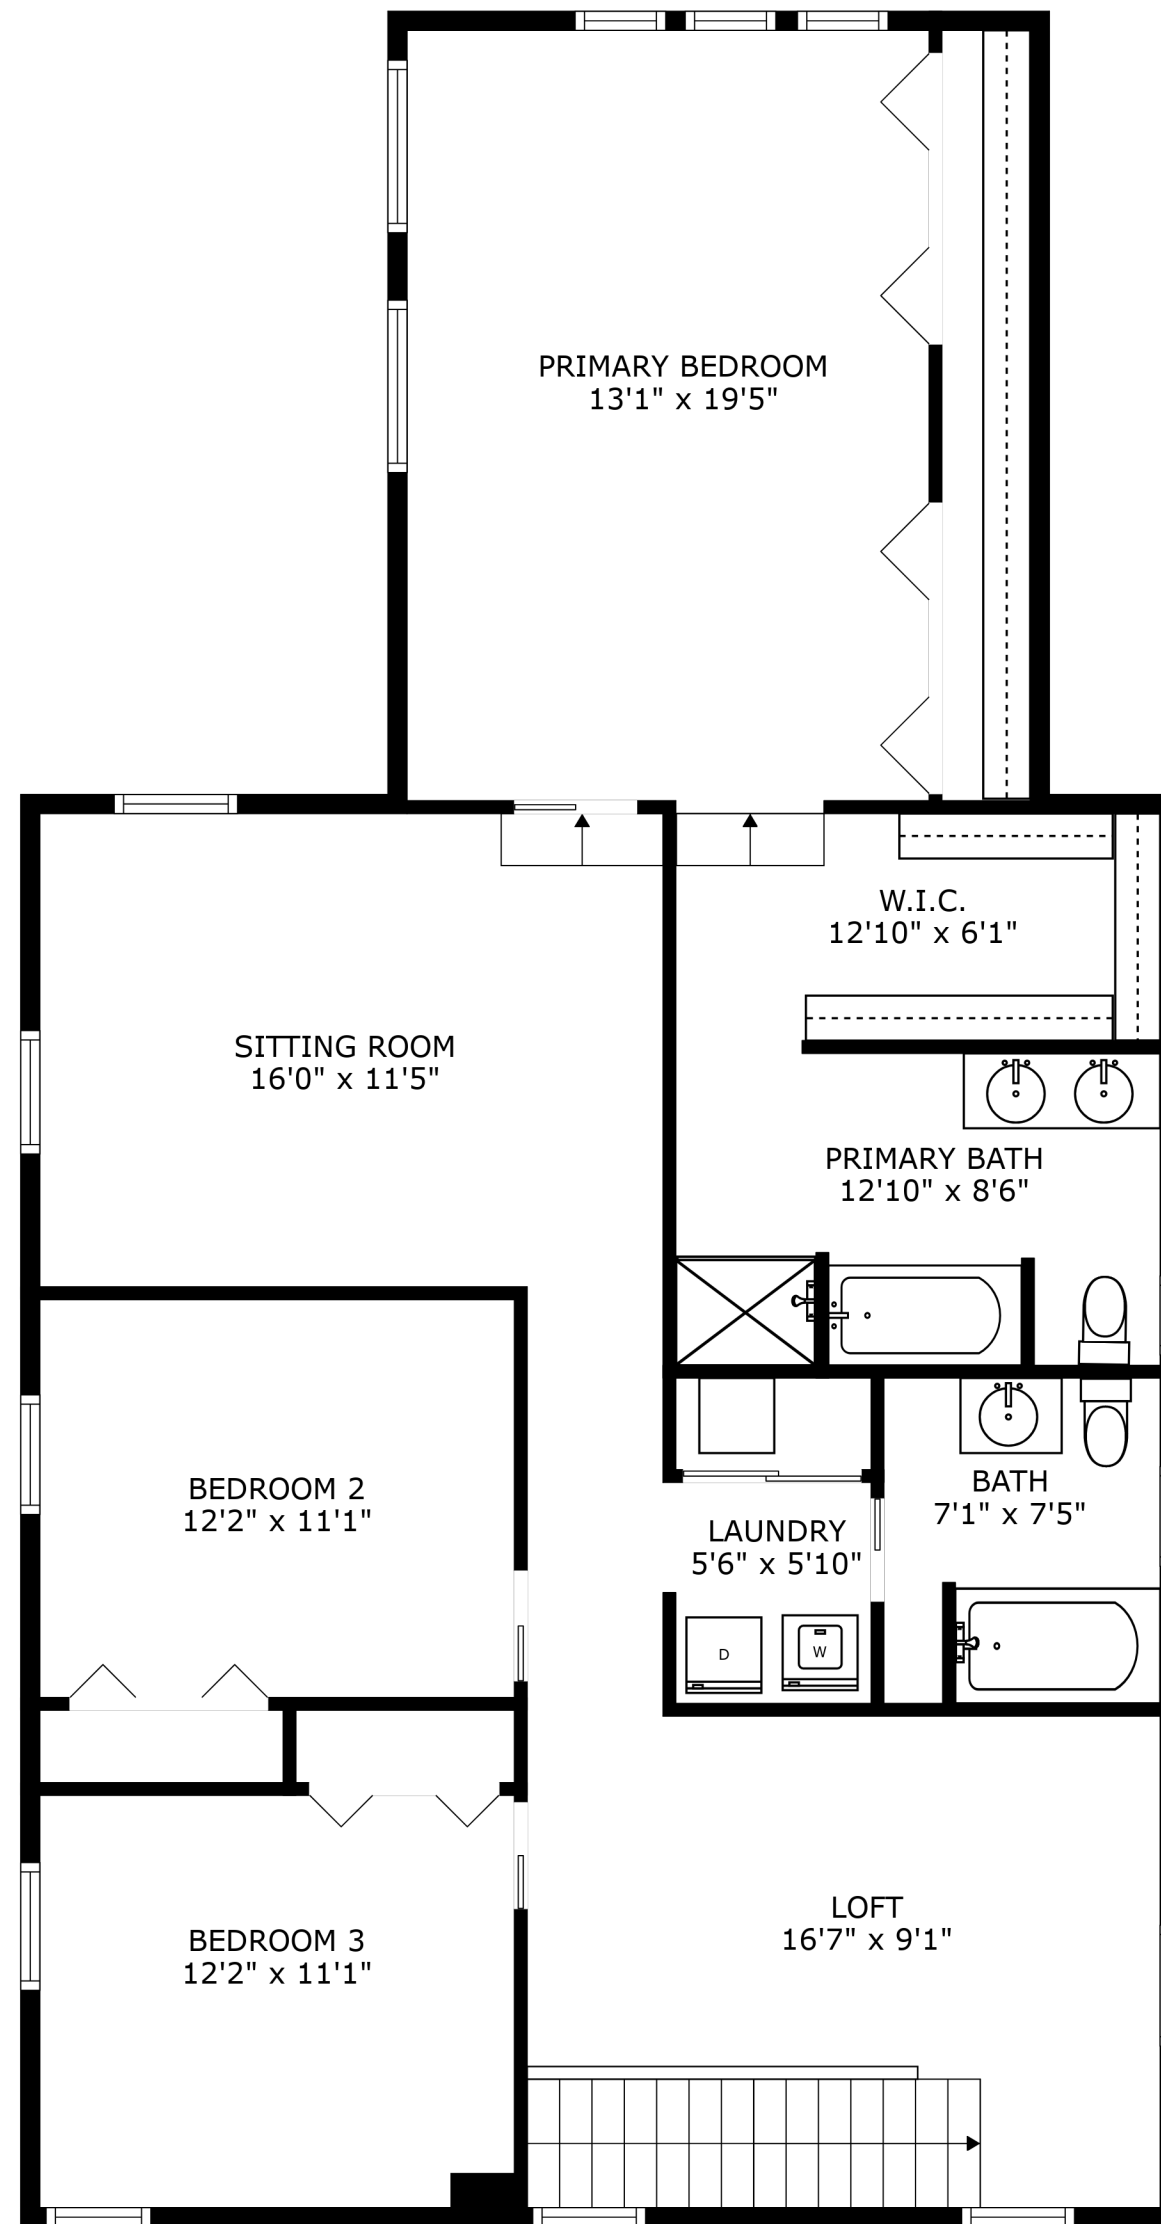 PRIMARY BEDROOM
13'1" x 19'5"
W.I.C.
12'10" x 6'1"
SITTING ROOM
16'0" x 11'5"
PRIMARY BATH
12'10" x 8'6"
BEDROOM 2
12'2" x 11'1"
BATH
7'1" x 7'5"
LAUNDRY
5'6" x 5'10"
D
W
LOFT
16'7" x 9'1"
BEDROOM 3
12'2" x 11'1"